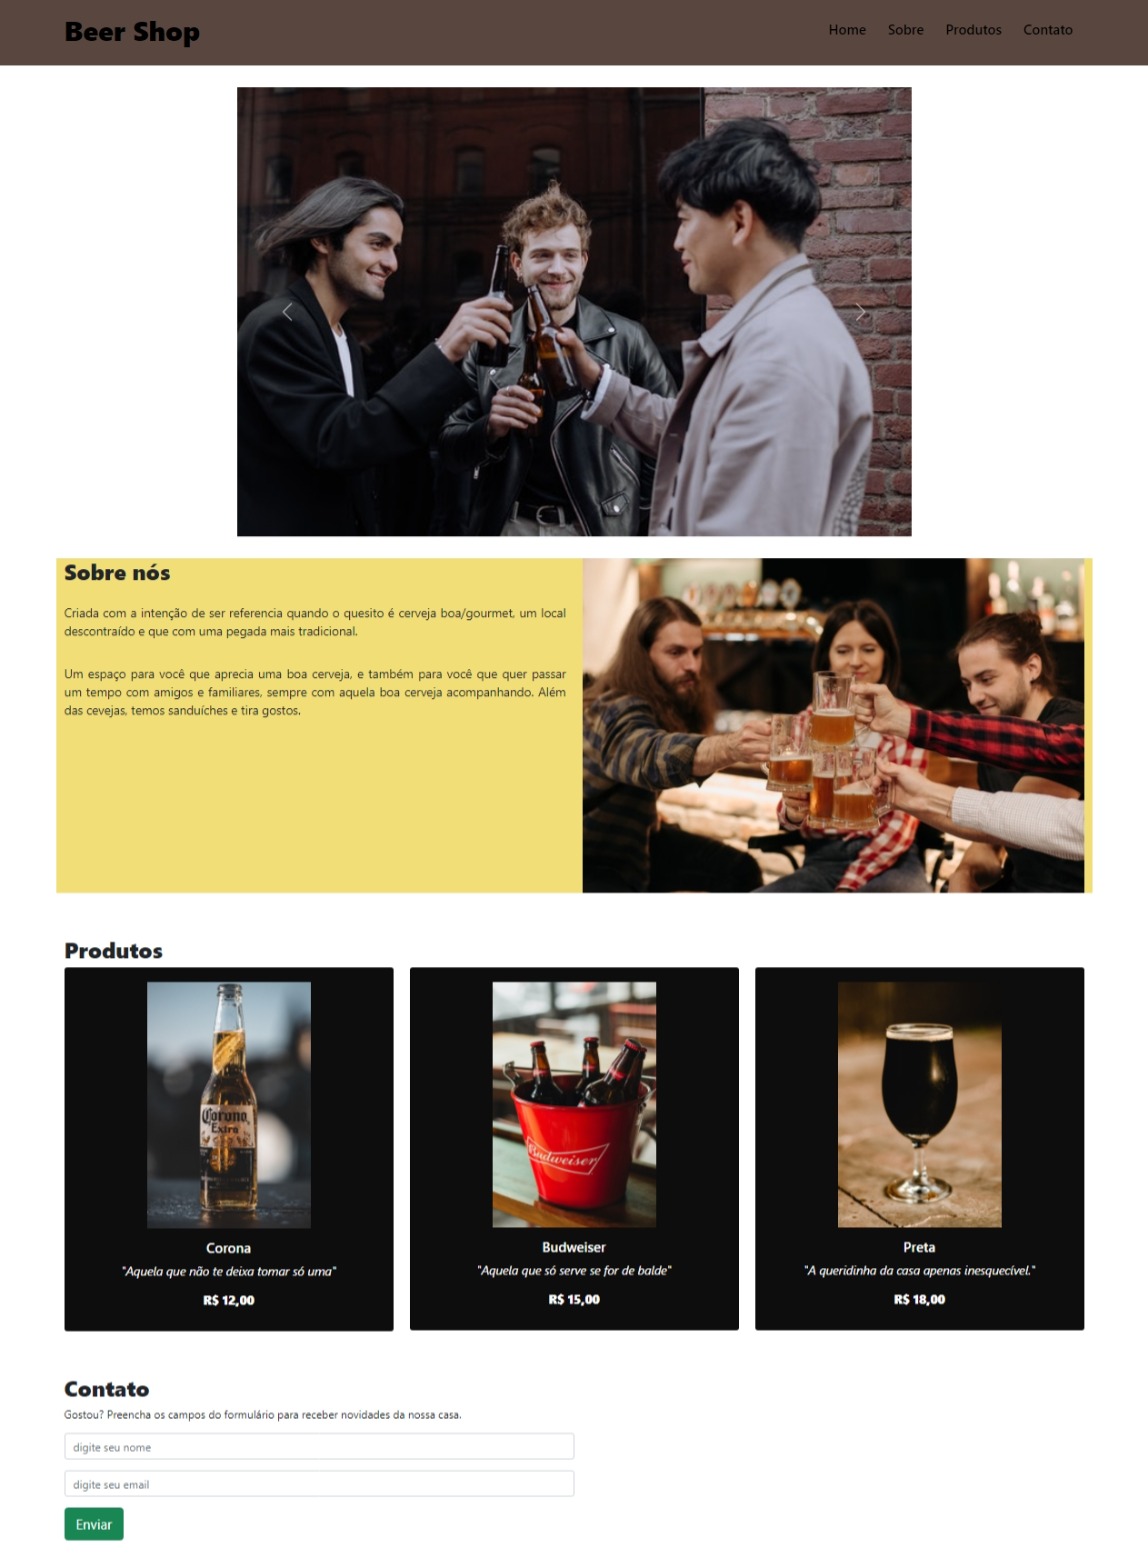 Beer Shop
Home Sobre Produtos Contato
Sobre nós
Criada com a intenção de ser referencia quando o quesito é cerveja boa/gourmet, um local
descontraído e que com uma pegada mais tradicional.
Um espaço para você que aprecia uma boa cerveja, e também para você que quer passar
um tempo com amigos e familiares, sempre com aquela boa cerveja acompanhando. Além
das cevejas, temos sanduíches e tira gostos.
Produtos
Corona
Extra
Budweiser
Corona
"Aquela que não te deixa tomar só uma"
R$ 12,00
Budweiser
"Aquela que só serve se for de balde"
R$ 15,00
Preta
"A queridinha da casa apenas inesquecível."
R$ 18,00
Contato
Gostou? Preencha os campos do formulário para receber novidades da nossa casa.
digite seu nome
digite seu email
Enviar